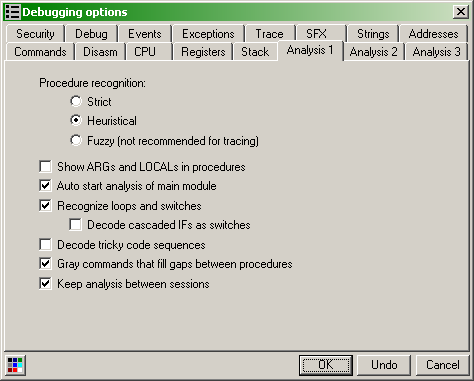 Debugging options
Security Debug Events Exceptions Trace SFX Strings Addresses
Commands Disasm CPU Registers Stack Analysis 1 Analysis 2 Analysis 3
Procedure recognition:
Strict
Heuristical
Fuzzy (not recommended for tracing)
Show ARGs and LOCALs in procedures
Auto start analysis of main module
Recognize loops and switches
Decode cascaded IFs as switches
Decode tricky code sequences
Gray commands that fill gaps between procedures
Keep analysis between sessions
OK Undo Cancel